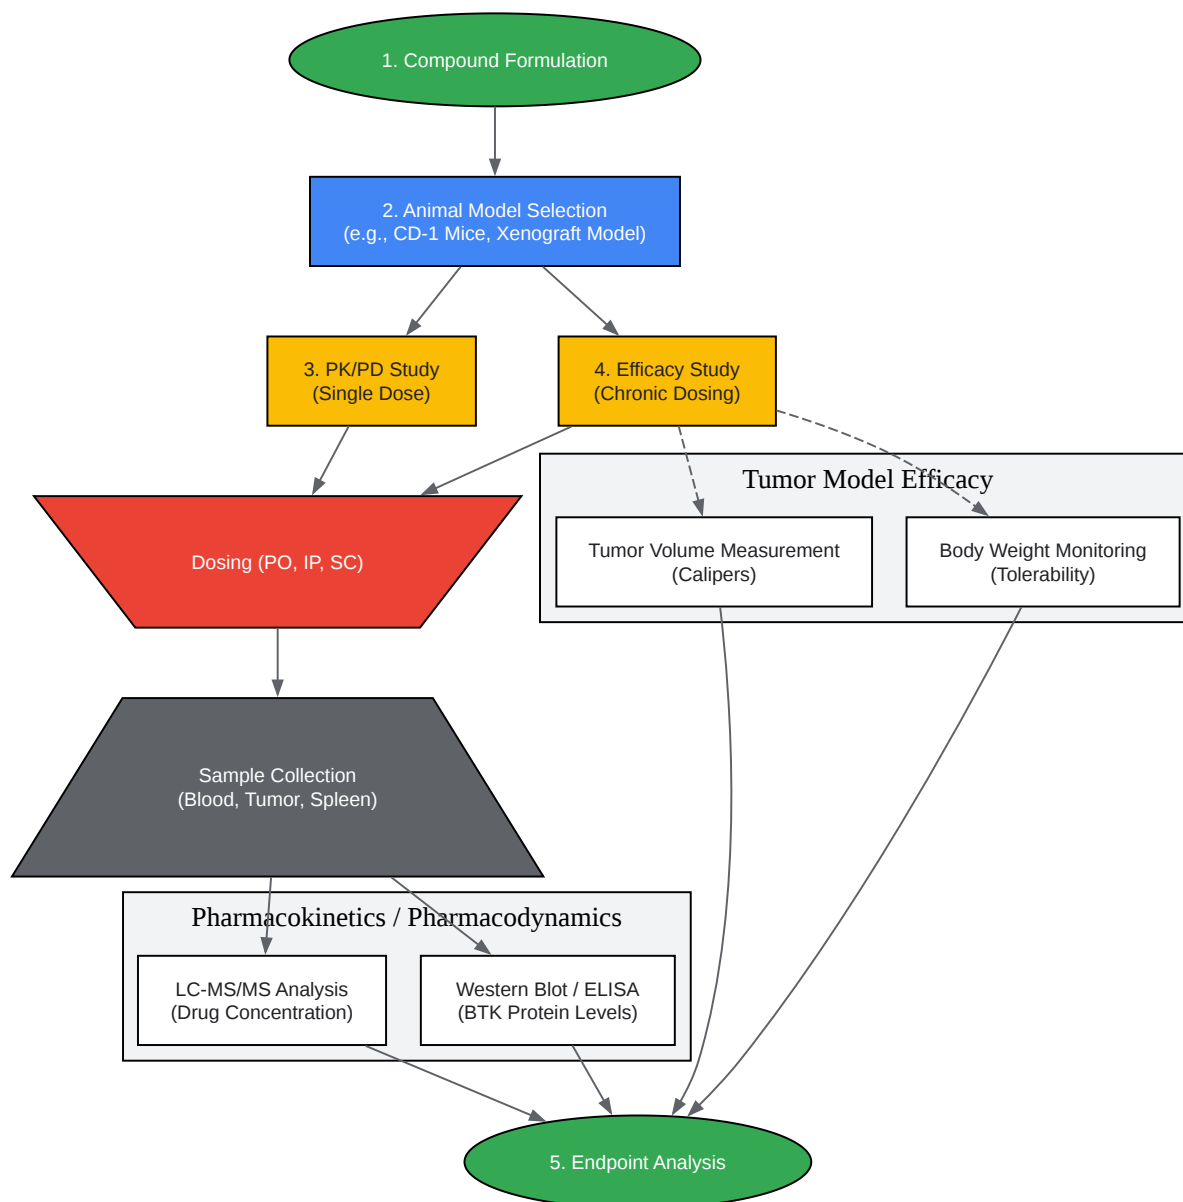 1. Compound Formulation
2. Animal Model Selection
(e.g., CD-1 Mice, Xenograft Model)
3. PK/PD Study
(Single Dose)
4. Efficacy Study
(Chronic Dosing)
Tumor Model Efficacy
Tumor Volume Measurement
(Calipers)
Body Weight Monitoring
(Tolerability)
Dosing (PO, IP, SC)
Sample Collection
(Blood, Tumor, Spleen)
Pharmacokinetics / Pharmacodynamics
LC-MS/MS Analysis
(Drug Concentration)
Western Blot / ELISA
(BTK Protein Levels)
5. Endpoint Analysis